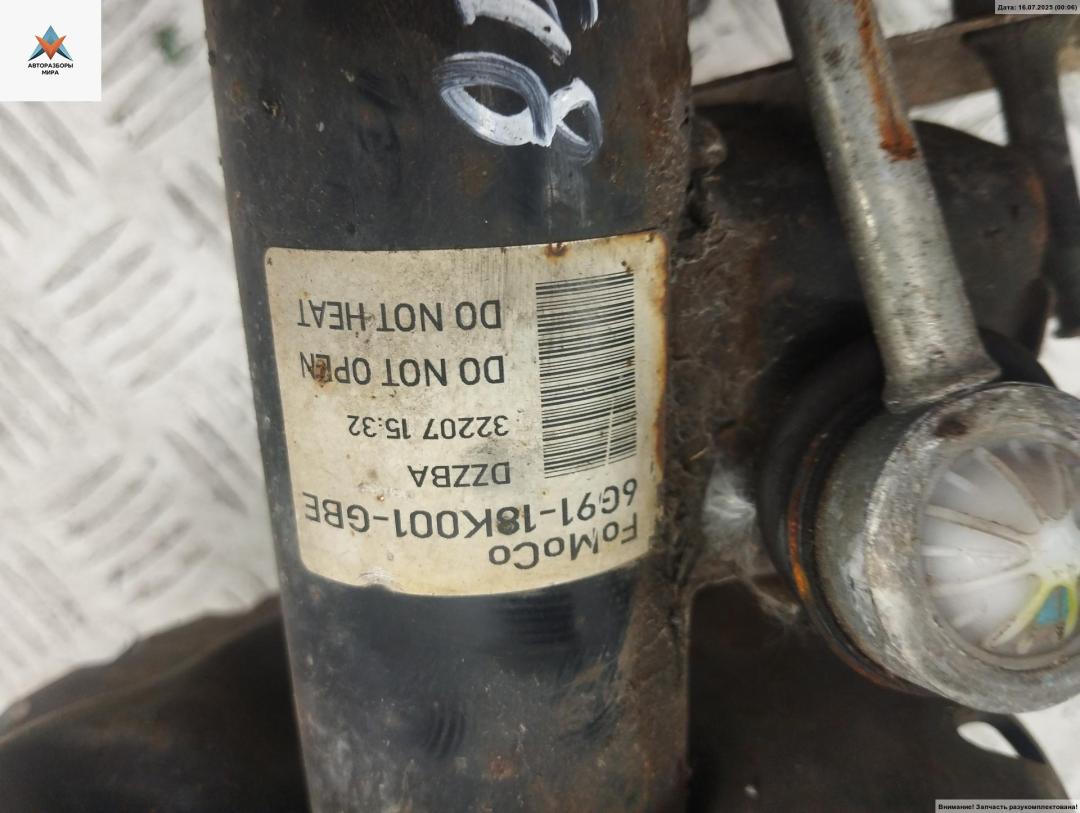 FoMoCo
6G91-18K001-GBE
DZZBA
32207 15:32
DO NOT OPEN
DO NOT HEAT
АВТОРАЗБОРЫ
МИРА
Дата: 16.07.2025 (00:06)
Внимание! Запчасть разукомплектована!